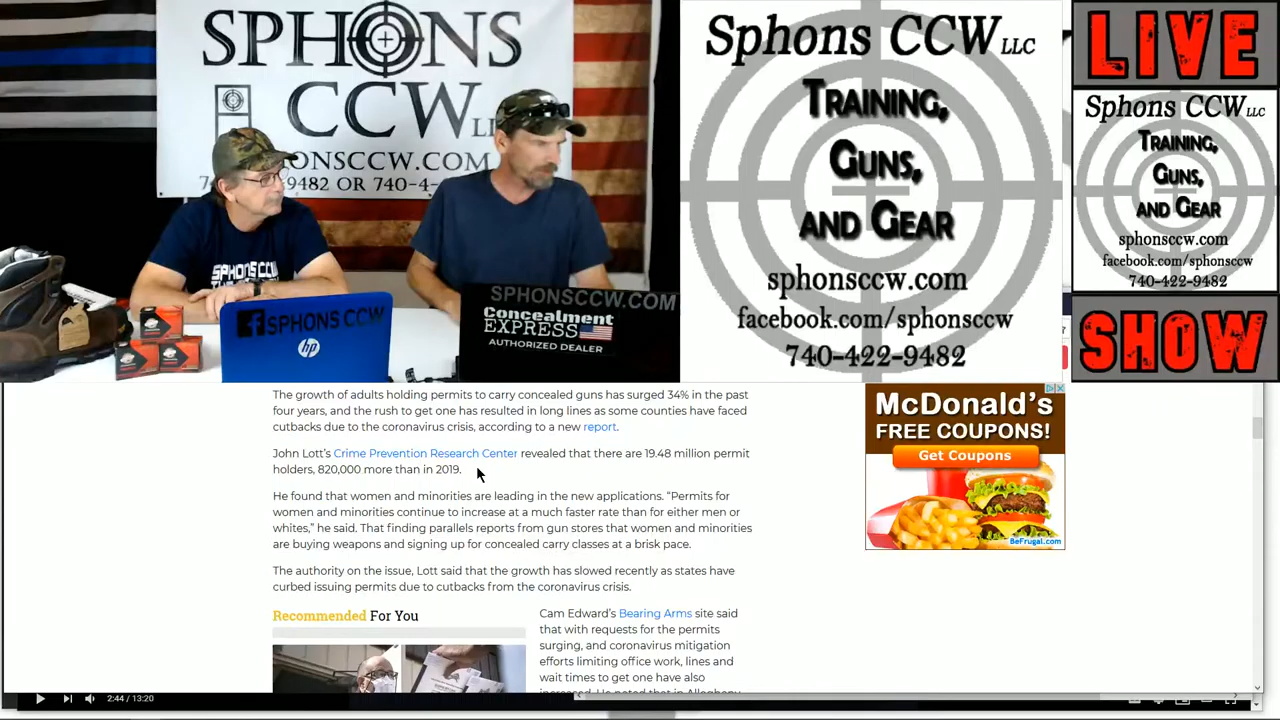 SPHONS
CCW
ONSCCW.COM
9482 OR 740-4
SPHONS CCW
SPHONS CCW
hp
SPHONSCCW.COM
Concealment
EXPRESS
AUTHORIZED DEALER
Sphons CCW LLC
Training,
Guns,
and Gear
sphonsccw.com
facebook.com/sphonsccw
740-422-9482
LIVE
Sphons CCW LLC
Training,
Guns,
and Gear
sphonsccw.com
facebook.com/sphonsccw
740-422-9482
SHOW
The growth of adults holding permits to carry concealed guns has surged 34% in the past
four years, and the rush to get one has resulted in long lines as some counties have faced
cutbacks due to the coronavirus crisis, according to a new report.
John Lott's Crime Prevention Research Center revealed that there are 19.48 million permit
holders, 820,000 more than in 2019.
He found that women and minorities are leading in the new applications. “Permits for
women and minorities continue to increase at a much faster rate than for either men or
whites,” he said. That finding parallels reports from gun stores that women and minorities
are buying weapons and signing up for concealed carry classes at a brisk pace.
The authority on the issue, Lott said that the growth has slowed recently as states have
curbed issuing permits due to cutbacks from the coronavirus crisis.
Recommended For You
Cam Edward's Bearing Arms site said
that with requests for the permits
surging, and coronavirus mitigation
efforts limiting office work, lines and
wait times to get one have also
increased. He noted that in Allegheny
McDonald's
FREE COUPONS!
Get Coupons
BeFrugal.com
2:44 / 13:20